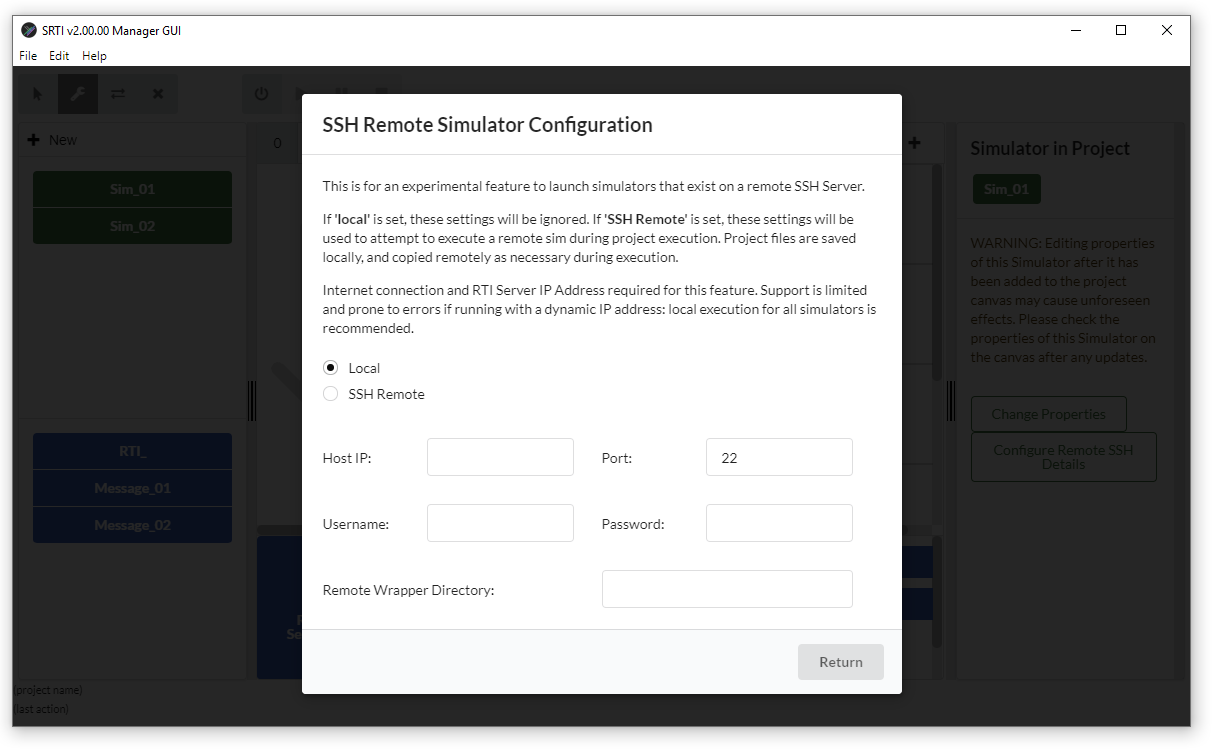 SRTI v2.00.00 Manager GUI
File Edit Help
New
0
Sim_01
Sim_02
RTI_
Message_01
Message_02
SSH Remote Simulator Configuration
This is for an experimental feature to launch simulators that exist on a remote SSH Server.
If 'local' is set, these settings will be ignored. If 'SSH Remote' is set, these settings will be
used to attempt to execute a remote sim during project execution. Project files are saved
locally, and copied remotely as necessary during execution.
Internet connection and RTI Server IP Address required for this feature. Support is limited
and prone to errors if running with a dynamic IP address: local execution for all simulators is
recommended.
Local
SSH Remote
Host IP:
Port: 22
Username:
Password:
Remote Wrapper Directory:
Return
Simulator in Project
Sim_01
WARNING: Editing properties
of this Simulator after it has
been added to the project
canvas may cause unforeseen
effects. Please check the
properties of this Simulator on
the canvas after any updates.
Change Properties
Configure Remote SSH
Details
(project name)
(last action)